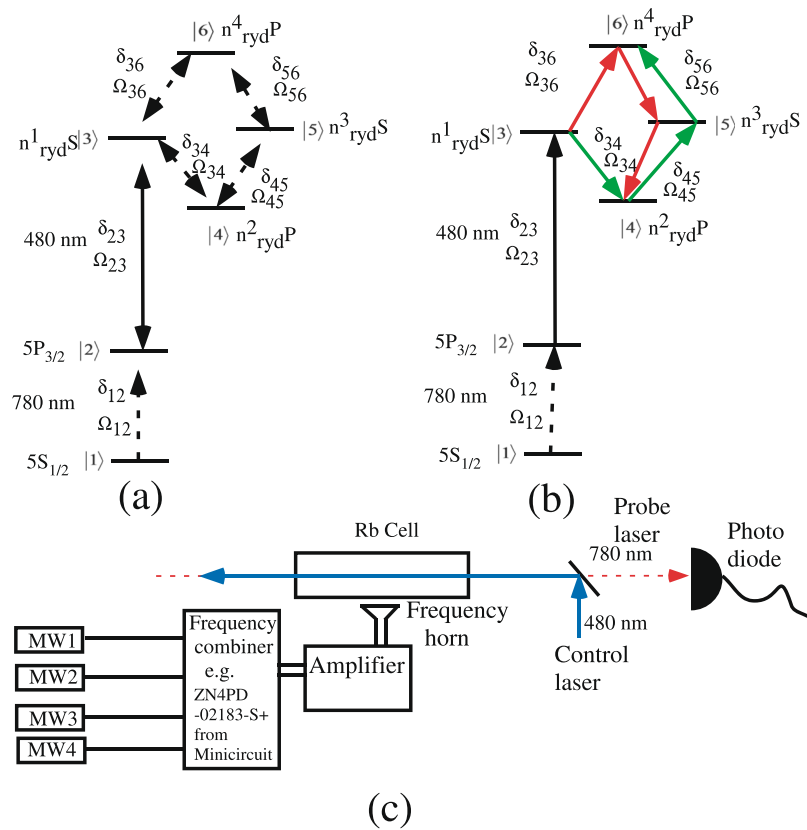 |6⟩ n⁴rydP
δ36
Ω36
δ56
Ω56
n¹rydS |3⟩
|5⟩ n³rydS
δ34
Ω34
δ45
Ω45
|4⟩ n²rydP
480 nm
δ23
Ω23
5P3/2 |2⟩
780 nm
δ12
Ω12
5S1/2 |1⟩
(a)
|6⟩ n⁴rydP
δ36
Ω36
δ56
Ω56
n¹rydS|3⟩
|5⟩ n³rydS
δ34
Ω34
δ45
Ω45
|4⟩ n²rydP
480 nm
δ23
Ω23
5P3/2 |2⟩
780 nm
δ12
Ω12
5S1/2 |1⟩
(b)
Rb Cell
Probe
laser
780 nm
Photo
diode
480 nm
Control
laser
Frequency
horn
Amplifier
Frequency
combiner
e.g.
ZN4PD
-02183-S+
from
Minicircuit
MW1
MW2
MW3
MW4
(c)